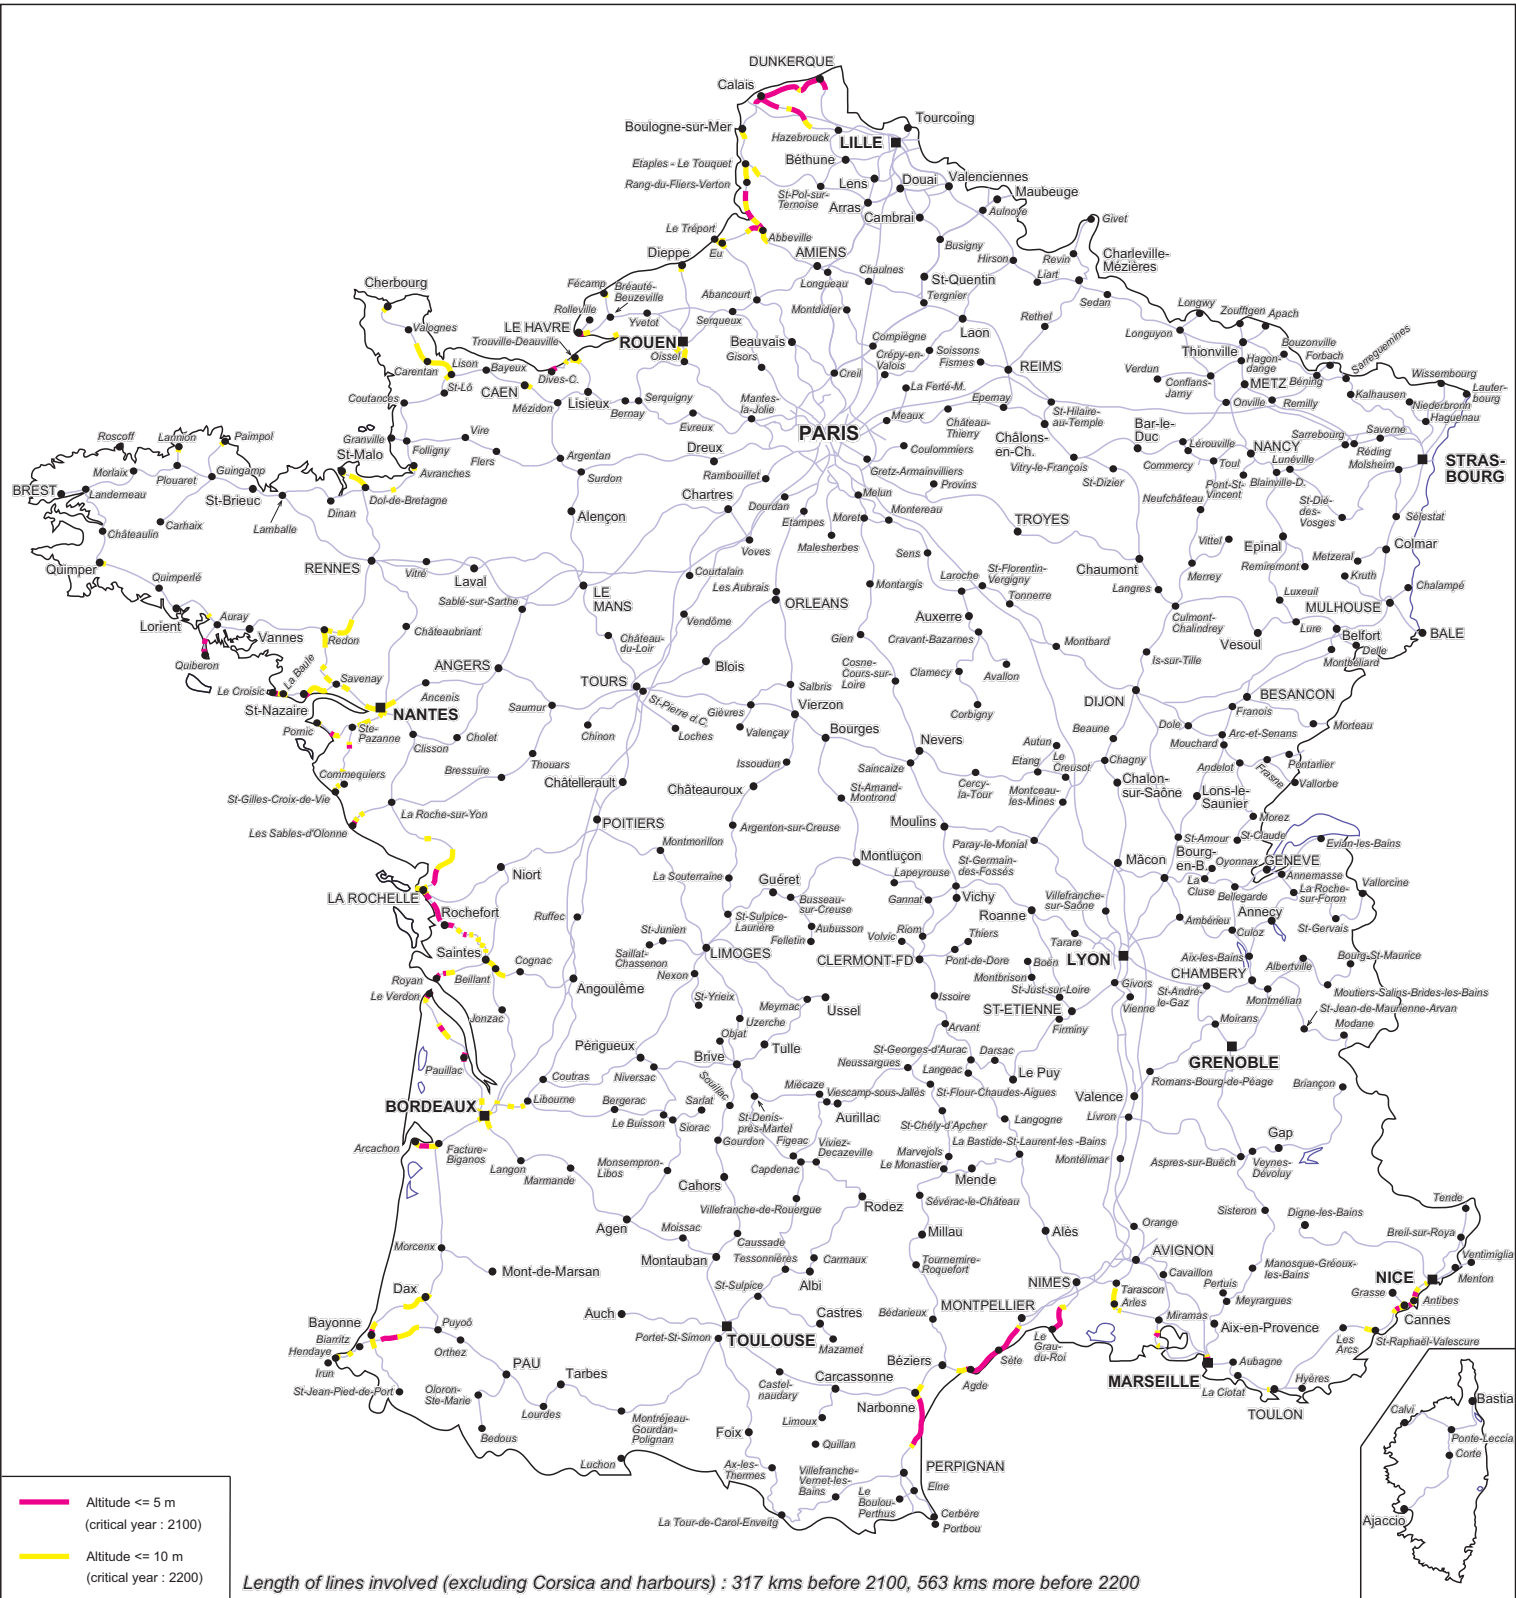 DUNKERQUE
Calais
Tourcoing
Boulogne-sur-Mer
Hazebrouck
LILLE
Etaples - Le Touquet
Béthune
Rang-du-Fliers-Verton
Lens
Douai
Valenciennes
St-Pol-sur-
Ternoise
Maubeuge
Arras
Cambrai
Aulnoye
Givet
Le Tréport
Abbeville
Eu
Dieppe
AMIENS
Busigny
Hirson
Revin
Charleville-
Mézières
Chaulnes
Longueau
St-Quentin
Liart
Cherbourg
Fécamp
Bréauté-
Beuzeville
Abancourt
Montdidier
Tergnier
Sedan
Rolleville
Yvetot
Serqueux
Rethel
Longwy
Zoufftgen
Apach
Valognes
LE HAVRE
Trouville-Deauville
ROUEN
Oissel
Beauvais
Gisors
Compiègne
Laon
Longuyon
Thionville
Bouzonville
Forbach
Sarreguemines
Carentan
Lison
Bayeux
St-Lô
Dives-C.
CAEN
Crépy-en-
Valois
Soissons
Fismes
REIMS
Verdun
Conflans-
Jarny
Hagon-
dange
METZ
Béning
Wissembourg
Lauter-
bourg
Creil
La Ferté-M.
Coutances
Mézidon
Lisieux
Serquigny
Bernay
Mantes-
la-Jolie
Evreux
Meaux
Epernay
Château-
Thierry
St-Hilaire-
au-Temple
Onville
Remilly
Kalhausen
Niederbronn
Haguenau
Roscoff
Lannion
Paimpol
Granville
Folligny
Vire
Flers
PARIS
Dreux
Coulommiers
Châlons-
en-Ch.
Bar-le-
Duc
Lérouville
NANCY
Sarrebourg
Saverne
Réding
Molsheim
STRAS-
BOURG
Morlaix
Plouaret
Guingamp
St-Malo
Avranches
Argentan
Surdon
Rambouillet
Gretz-Armainvilliers
Vitry-le-François
Commercy
Toul
Lunéville
BREST
Landerneau
St-Brieuc
Dol-de-Bretagne
Chartres
Dourdan
Etampes
Melun
Provins
St-Dizier
Pont-St-
Vincent
Blainville-D.
Neufchâteau
St-Dié-
des-
Vosges
Châteaulin
Carhaix
Lamballe
Dinan
Alençon
Moret
Montereau
TROYES
Sélestat
Malesherbes
Voves
Vittel
Epinal
Colmar
Quimper
RENNES
Vitré
Laval
Courtalain
Sens
St-Florentin-
Vergigny
Laroche
Chaumont
Merrey
Remiremont
Metzeral
Kruth
Quimperlé
LE
MANS
Les Aubrais
ORLEANS
Montargis
Tonnerre
Langres
Luxeuil
Chalampé
MULHOUSE
Sablé-sur-Sarthe
Lorient
Auray
Vannes
Redon
Châteaubriant
Vendôme
Auxerre
Culmont-
Chalindrey
Lure
BALE
Vesoul
Belfort
Delle
Montbéliard
Quiberon
La Baule
Château-
du-Loir
Gien
Cravant-Bazarnes
Montbard
Is-sur-Tille
ANGERS
Blois
Cosne-
Cours-sur-
Loire
Clamecy
Avallon
Le Croisic
Savenay
St-Nazaire
Ancenis
Saumur
TOURS
St-Pierre d.C.
Salbris
Vierzon
Corbigny
DIJON
BESANCON
Franois
Morteau
Pornic
Ste-
Pazanne
NANTES
Cholet
Clisson
Chinon
Loches
Gièvres
Valençay
Bourges
Nevers
Beaune
Dole
Mouchard
Arc-et-Senans
Autun
Le
Creusot
Etang
Chagny
Andelot
Frasne
Pontarlier
Vallorbe
Commequiers
Bressuire
Thouars
Châtellerault
Issoudun
Saincaize
Cercy-
la-Tour
Montceau-
les-Mines
Chalon-
sur-Saône
Lons-le-
Saunier
St-Gilles-Croix-de-Vie
La Roche-sur-Yon
Châteauroux
St-Amand-
Montrond
Les Sables-d'Olonne
POITIERS
Montmorillon
Argenton-sur-Creuse
Moulins
Paray-le-Monial
Morez
St-Claude
St-Amour
Evian-les-Bains
Niort
La Souterraine
Guéret
Montluçon
St-Germain-
des-Fossés
Mâcon
Bourg-
en-B.
Oyonnax
GENEVE
Annemasse
LA ROCHELLE
Rochefort
Ruffec
Busseau-
sur-Creuse
Lapeyrouse
Gannat
Vichy
Roanne
Villefranche-
sur-Saône
La
Cluse
Bellegarde
La Roche-
sur-Foron
Vallorcine
Annecy
St-Sulpice-
Laurière
Aubusson
Felletin
Ambérieu
Culoz
St-Gervais
Saintes
Cognac
St-Junien
Saillat-
Chassenon
LIMOGES
Volvic
Riom
Thiers
Tarare
CLERMONT-FD
Pont-de-Dore
Boën
LYON
Aix-les-Bains
Albertville
Bourg-St-Maurice
Royan
Beillant
Nexon
Montbrison
CHAMBERY
Le Verdon
Angoulême
St-Yrieix
Issoire
St-Just-sur-Loire
Givors
St-André-
le-Gaz
Moutiers-Salins-Brides-les-Bains
Montmélian
St-Jean-de-Maurienne-Arvan
Jonzac
Meymac
Ussel
ST-ETIENNE
Firminy
Vienne
Moirans
Modane
Uzerche
Objat
Arvant
Périgueux
Tulle
St-Georges-d'Aurac
Darsac
GRENOBLE
Pauillac
Brive
Neussargues
Langeac
Le Puy
Niversac
Coutras
Romans-Bourg-de-Péage
Briançon
Souillac
Miécaze
Viescamp-sous-Jallès
St-Flour-Chaudes-Aigues
Valence
BORDEAUX
Libourne
Bergerac
Sarlat
Aurillac
Le Buisson
Siorac
St-Denis-
près-Martel
St-Chély-d'Apcher
Langogne
Livron
Arcachon
Facture-
Biganos
Gourdon
Figeac
Viviez-
Decazeville
La Bastide-St-Laurent-les -Bains
Gap
Langon
Marmande
Monsempron-
Libos
Capdenac
Marvejols
Le Monastier
Montélimar
Aspres-sur-Buëch
Veynes-
Dévoluy
Mende
Cahors
Villefranche-de-Rouergue
Rodez
Sévérac-le-Château
Tende
Agen
Moissac
Caussade
Millau
Alès
Orange
Sisteron
Digne-les-Bains
Breil-sur-Roya
Morcenx
Montauban
Tessonnières
Carmaux
Tournemire-
Roquefort
AVIGNON
Manosque-Gréoux-
les-Bains
Ventimiglia
Mont-de-Marsan
Albi
NIMES
Cavaillon
Menton
Dax
St-Sulpice
Tarascon
Pertuis
NICE
Grasse
Auch
Castres
Bédarieux
MONTPELLIER
Arles
Meyrargues
Antibes
Bayonne
Miramas
Cannes
Biarritz
Puyoô
Portet-St-Simon
TOULOUSE
Le
Grau-
du-Roi
Aix-en-Provence
Les
Arcs
St-Raphaël-Valescure
Hendaye
Irun
Orthez
Mazamet
Sète
PAU
Tarbes
Béziers
Agde
Aubagne
St-Jean-Pied-de-Port
Oloron-
Ste-Marie
Castel-
naudary
Carcassonne
MARSEILLE
La Ciotat
Hyères
Narbonne
TOULON
Lourdes
Montréjeau-
Gourdan-
Polignan
Limoux
Bedous
Foix
Quillan
Luchon
Ax-les-
Thermes
Villefranche-
Vernet-les-
Bains
PERPIGNAN
Elne
Le
Boulou-
Perthus
La Tour-de-Carol-Enveitg
Cerbère
Portbou
Bastia
Calvi
Ponte-Leccia
Corte
Ajaccio
Altitude <= 5 m
(critical year : 2100)
Altitude <= 10 m
(critical year : 2200)
Length of lines involved (excluding Corsica and harbours) : 317 kms before 2100, 563 kms more before 2200